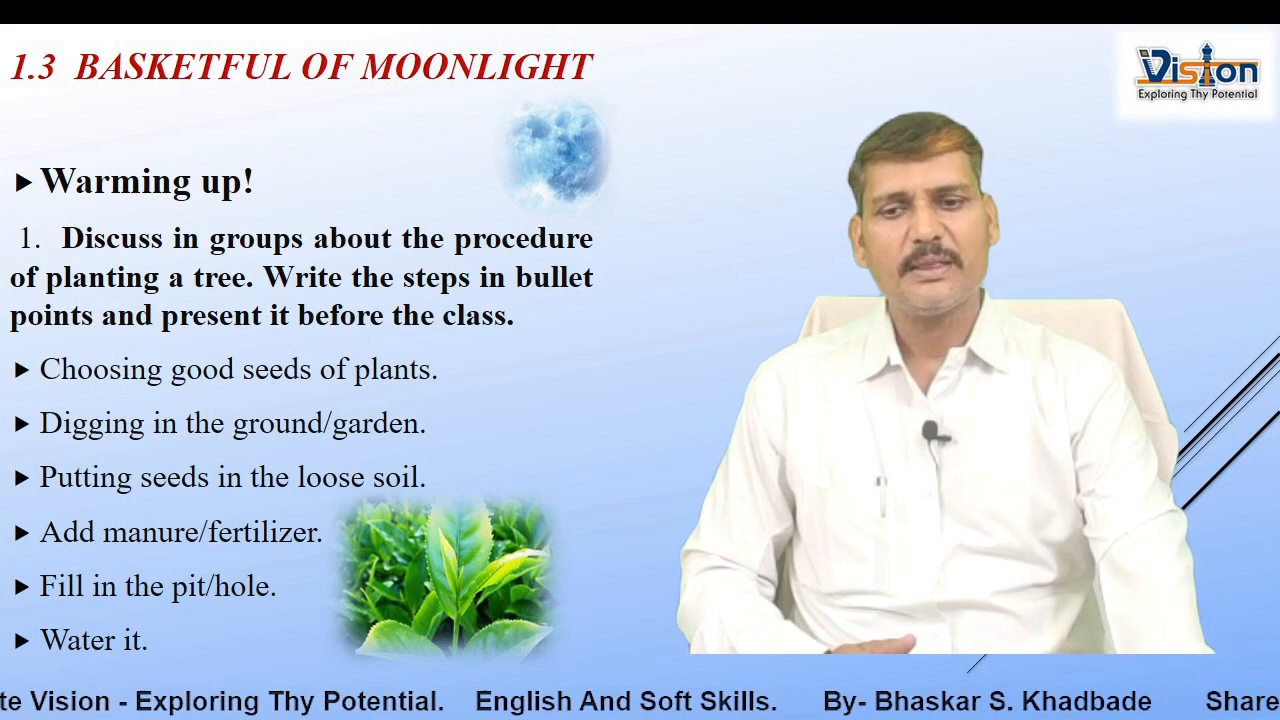 1.3 BASKETFUL OF MOONLIGHT
Vision
Exploring Thy Potential
Warming up!
1. Discuss in groups about the procedure
of planting a tree. Write the steps in bullet
points and present it before the class.
Choosing good seeds of plants.
Digging in the ground/garden.
Putting seeds in the loose soil.
Add manure/fertilizer.
Fill in the pit/hole.
Water it.
te Vision - Exploring Thy Potential. English And Soft Skills. By- Bhaskar S. Khadbade Share